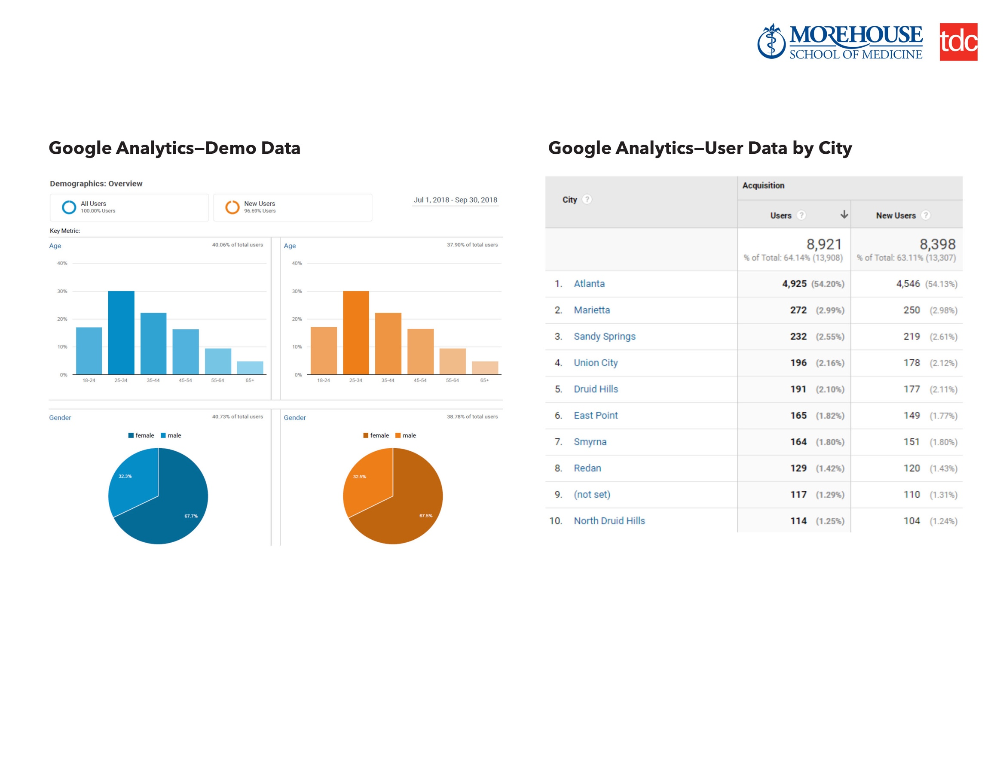 MOREHOUSE
SCHOOL OF MEDICINE
tdc
Google Analytics—Demo Data
Demographics: Overview
All Users
100.00% Users
New Users
96.69% Users
Jul 1, 2018 - Sep 30, 2018
Key Metric:
Age
40.06% of total users
40%
30%
20%
10%
0%
18-24 25-34 35-44 45-54 55-64 65+
Age
37.90% of total users
40%
30%
20%
10%
0%
18-24 25-34 35-44 45-54 55-64 65+
Gender
40.73% of total users
female male
32.3%
67.7%
Gender
38.78% of total users
female male
32.5%
67.5%
Google Analytics—User Data by City
City ?
Acquisition
Users ? New Users ?
8,921 8,398
% of Total: 64.14% (13,908) % of Total: 63.11% (13,307)
1. Atlanta 4,925 (54.20%) 4,546 (54.13%)
2. Marietta 272 (2.99%) 250 (2.98%)
3. Sandy Springs 232 (2.55%) 219 (2.61%)
4. Union City 196 (2.16%) 178 (2.12%)
5. Druid Hills 191 (2.10%) 177 (2.11%)
6. East Point 165 (1.82%) 149 (1.77%)
7. Smyrna 164 (1.80%) 151 (1.80%)
8. Redan 129 (1.42%) 120 (1.43%)
9. (not set) 117 (1.29%) 110 (1.31%)
10. North Druid Hills 114 (1.25%) 104 (1.24%)